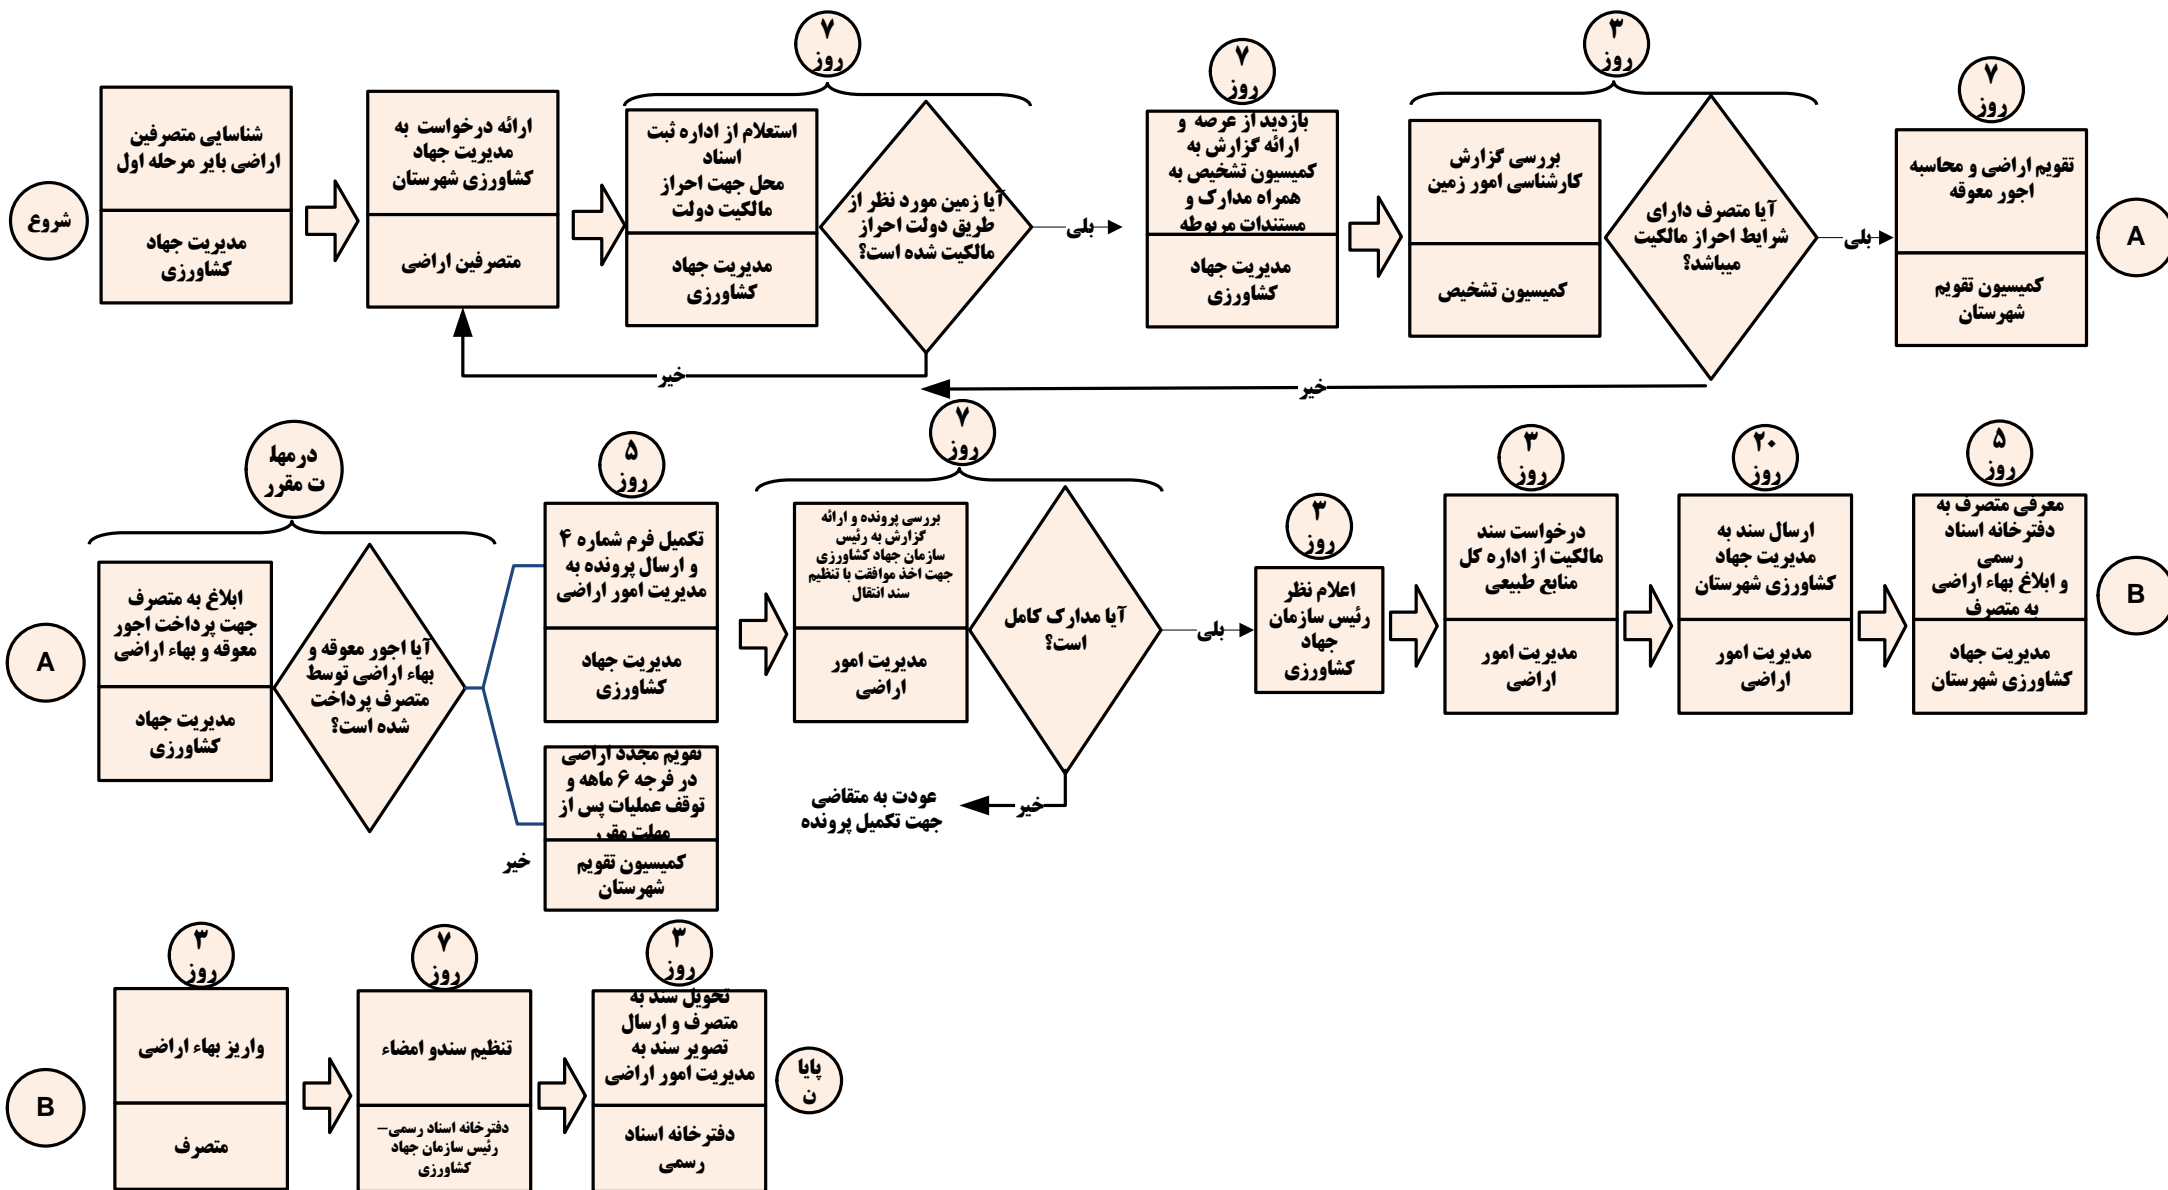 شروع
شناسایی متصرفین
اراضی بایر مرحله اول
مدیریت جهاد
کشاورزی
ارائه درخواست به
مدیریت جهاد
کشاورزی شهرستان
متصرفین اراضی
۷
روز
استعلام از اداره ثبت
اسناد
محل جهت احراز
مالکیت دولت
مدیریت جهاد
کشاورزی
آیا زمین مورد نظر از
طریق دولت احراز
مالکیت شده است؟
بلی
خیر
۷
روز
بازدید از عرصه و
ارائه گزارش به
کمیسیون تشخیص به
همراه مدارک و
مستندات مربوطه
مدیریت جهاد
کشاورزی
۳
روز
بررسی گزارش
کارشناسی امور زمین
کمیسیون تشخیص
آیا متصرف دارای
شرایط احراز مالکیت
میباشد؟
بلی
خیر
۷
روز
تقویم اراضی و محاسبه
اجور معوقه
کمیسیون تقویم
شهرستان
A
A
درمهل
ت مقرر
ابلاغ به متصرف
جهت پرداخت اجور
معوقه و بهاء اراضی
مدیریت جهاد
کشاورزی
آیا اجور معوقه و
بهاء اراضی توسط
متصرف پرداخت
شده است؟
۵
روز
تکمیل فرم شماره ۴
و ارسال پرونده به
مدیریت امور اراضی
مدیریت جهاد
کشاورزی
تقویم مجدد اراضی
در فرجه ۶ ماهه و
توقف عملیات پس از
مهلت مقرر
کمیسیون تقویم
شهرستان
خیر
۷
روز
بررسی پرونده و ارائه
گزارش به رئیس
سازمان جهاد کشاورزی
جهت اخذ موافقت با تنظیم
سند انتقال
مدیریت امور
اراضی
آیا مدارک کامل
است؟
بلی
خیر
عودت به متقاضی
جهت تکمیل پرونده
۳
روز
اعلام نظر
رئیس سازمان
جهاد
کشاورزی
۳
روز
درخواست سند
مالکیت از اداره کل
منابع طبیعی
مدیریت امور
اراضی
۲۰
روز
ارسال سند به
مدیریت جهاد
کشاورزی شهرستان
مدیریت امور
اراضی
۵
روز
معرفی متصرف به
دفترخانه اسناد
رسمی
و ابلاغ بهاء اراضی
به متصرف
مدیریت جهاد
کشاورزی شهرستان
B
B
۳
روز
واریز بهاء اراضی
متصرف
۷
روز
تنظیم سندو امضاء
دفترخانه اسناد رسمی–
رئیس سازمان جهاد
کشاورزی
۳
روز
تحویل سند به
متصرف و ارسال
تصویر سند به
مدیریت امور اراضی
دفترخانه اسناد
رسمی
پایا
ن